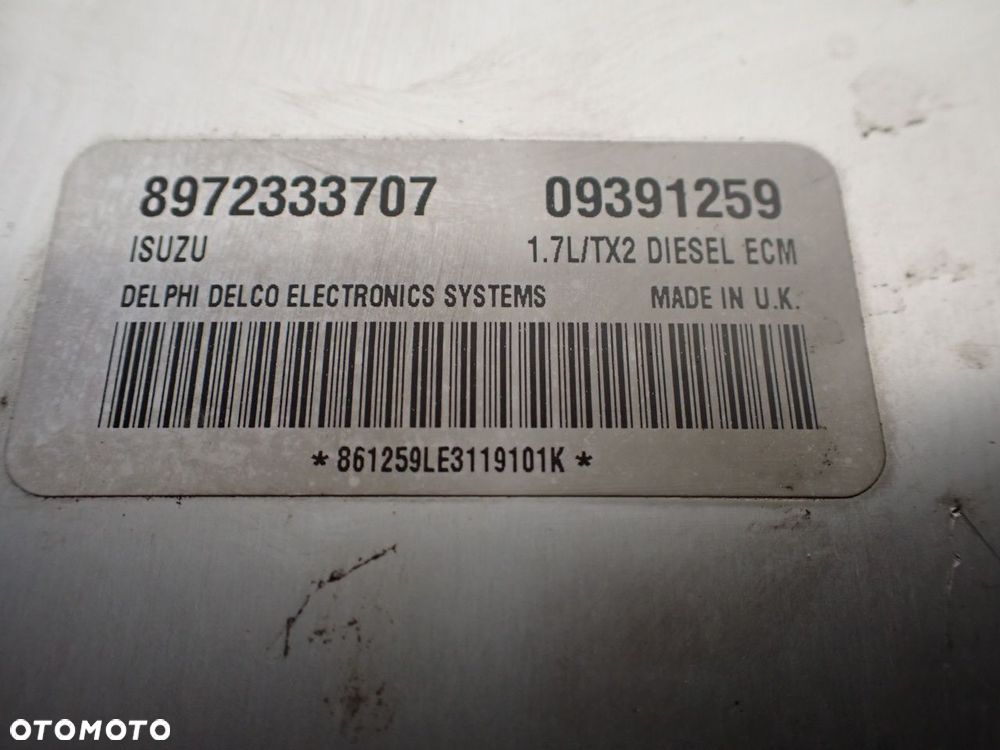 8972333707 09391259
ISUZU 1.7L/TX2 DIESEL ECM
DELPHI DELCO ELECTRONICS SYSTEMS MADE IN U.K.
*861259LE3119101K*
OTOMOTO